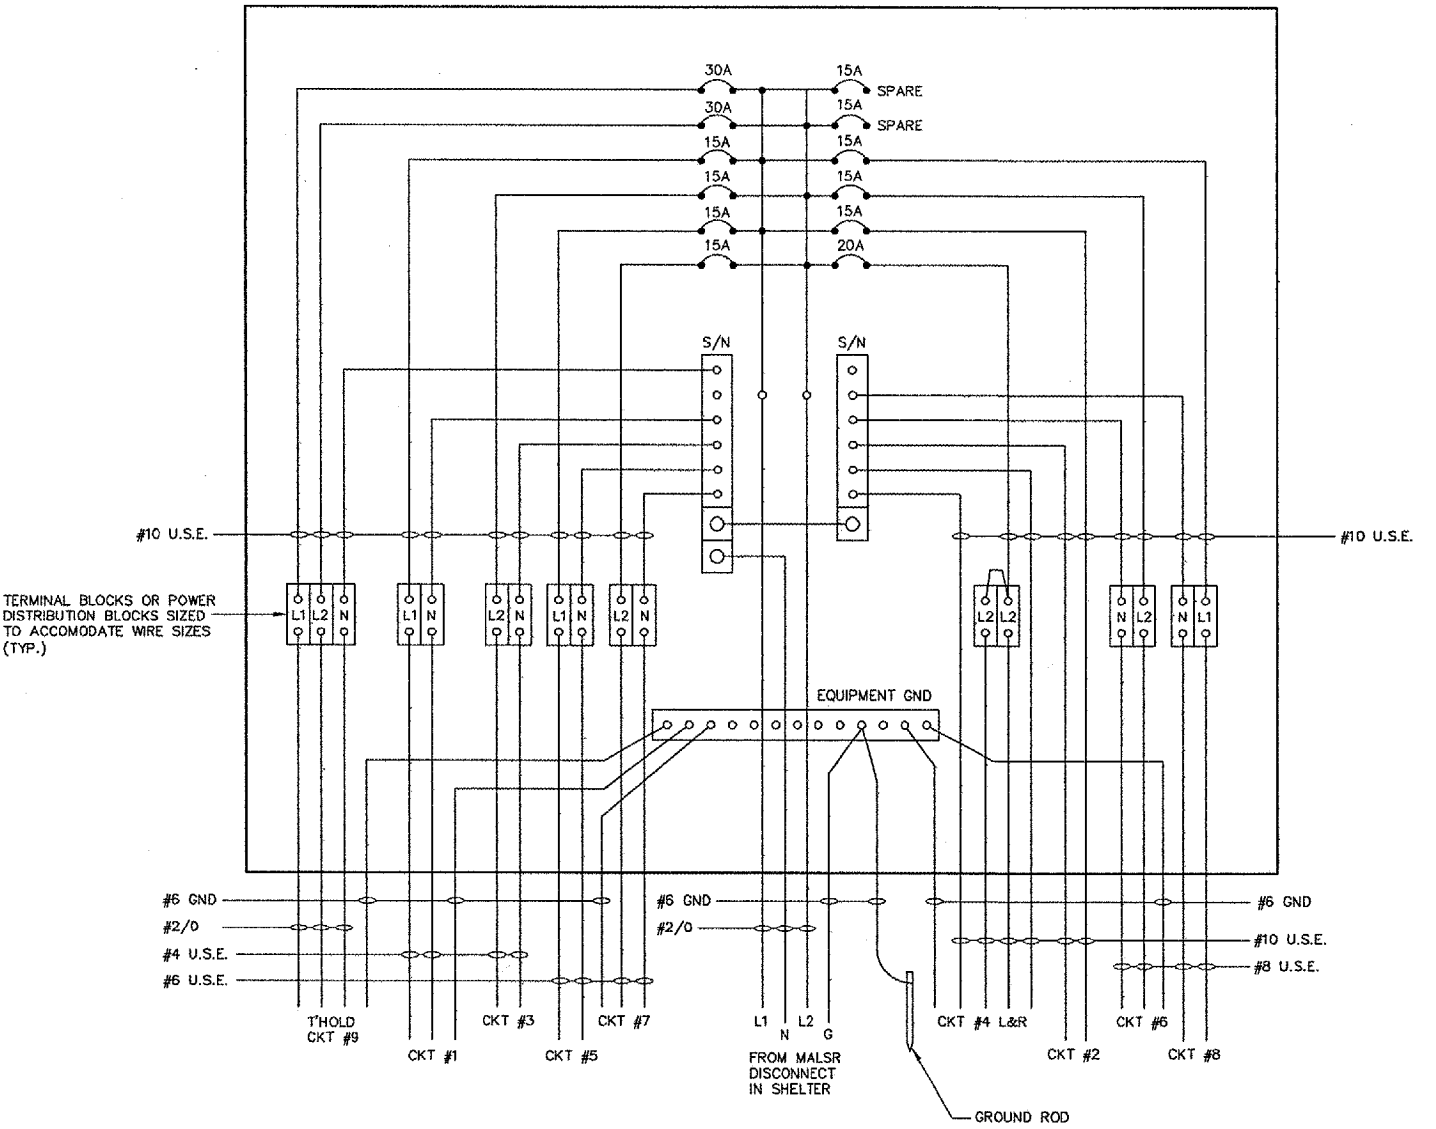 30A 15A
SPARE
30A 15A
SPARE
15A 15A
15A 15A
15A 15A
15A 20A
S/N S/N
#10 U.S.E. #10 U.S.E.
TERMINAL BLOCKS OR POWER
DISTRIBUTION BLOCKS SIZED
TO ACCOMODATE WIRE SIZES
(TYP.)
L1 L2 N L1 N L2 N L1 N L2 N L2 L2 N L2 N L1
EQUIPMENT GND
#6 GND #6 GND #6 GND
#2/0 #2/0
#4 U.S.E. #10 U.S.E.
#6 U.S.E. #8 U.S.E.
T'HOLD
CKT #9
CKT #1
CKT #3
CKT #5
CKT #7
L1 N L2 G
FROM MALSR
DISCONNECT
IN SHELTER
CKT #4 L&R
CKT #2
CKT #6
CKT #8
GROUND ROD